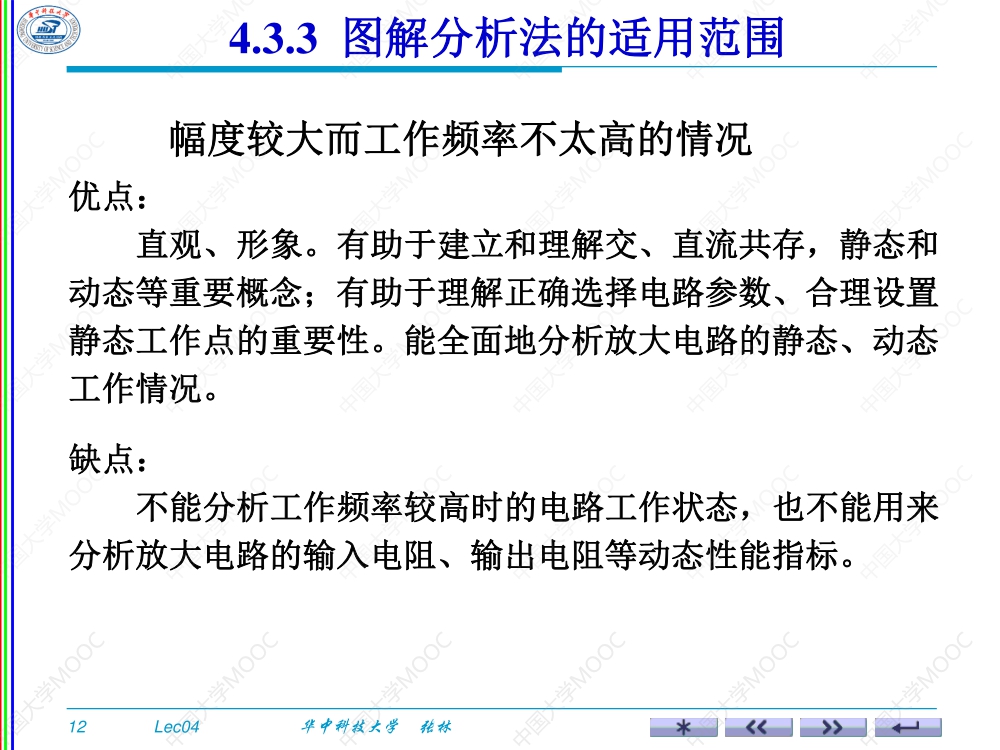 4.3.3 图解分析法的适用范围
幅度较大而工作频率不太高的情况
优点：
直观、形象。有助于建立和理解交、直流共存，静态和
动态等重要概念；有助于理解正确选择电路参数、合理设置
静态工作点的重要性。能全面地分析放大电路的静态、动态
工作情况。
缺点：
不能分析工作频率较高时的电路工作状态，也不能用来
分析放大电路的输入电阻、输出电阻等动态性能指标。
12 Lec04 华中科技大学 张林
中国大学MOOC